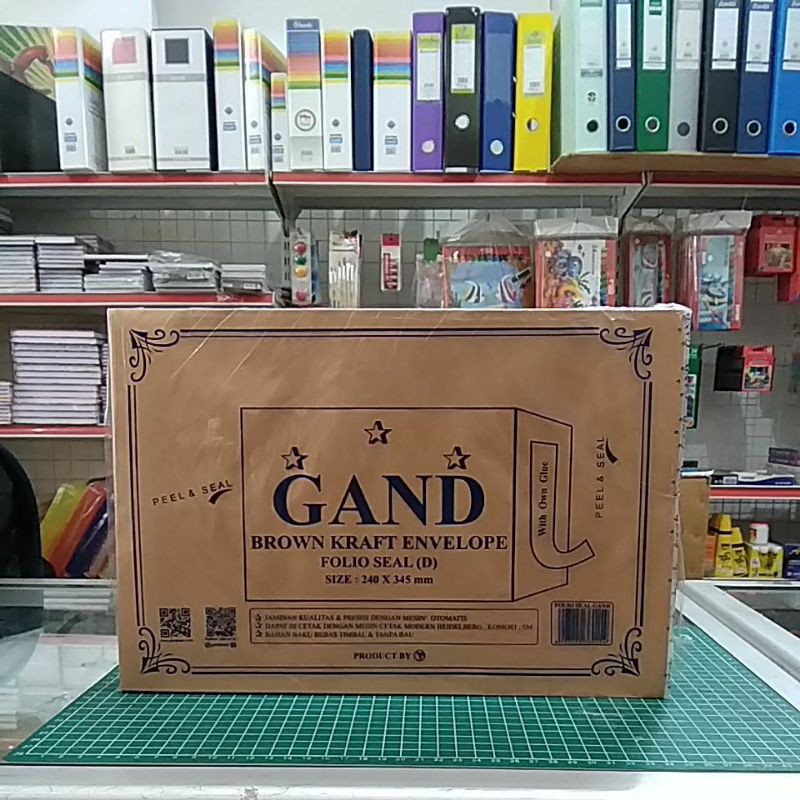 PEEL & SEAL
GAND
BROWN KRAFT ENVELOPE
FOLIO SEAL (D)
SIZE : 240 X 345 mm
With Own Glue
PEEL & SEAL
JAMINAN KUALITAS & PRESISI DENGAN MESIN OTOMATIS
DAPAT DI CETAK DENGAN MESIN CETAK MODERN HEIDELBERG , KOMORI , SM
BAHAN BAKU BEBAS TIMBAL & TANPA BAU
FOLIO SEAL GAND
PRODUCT BY